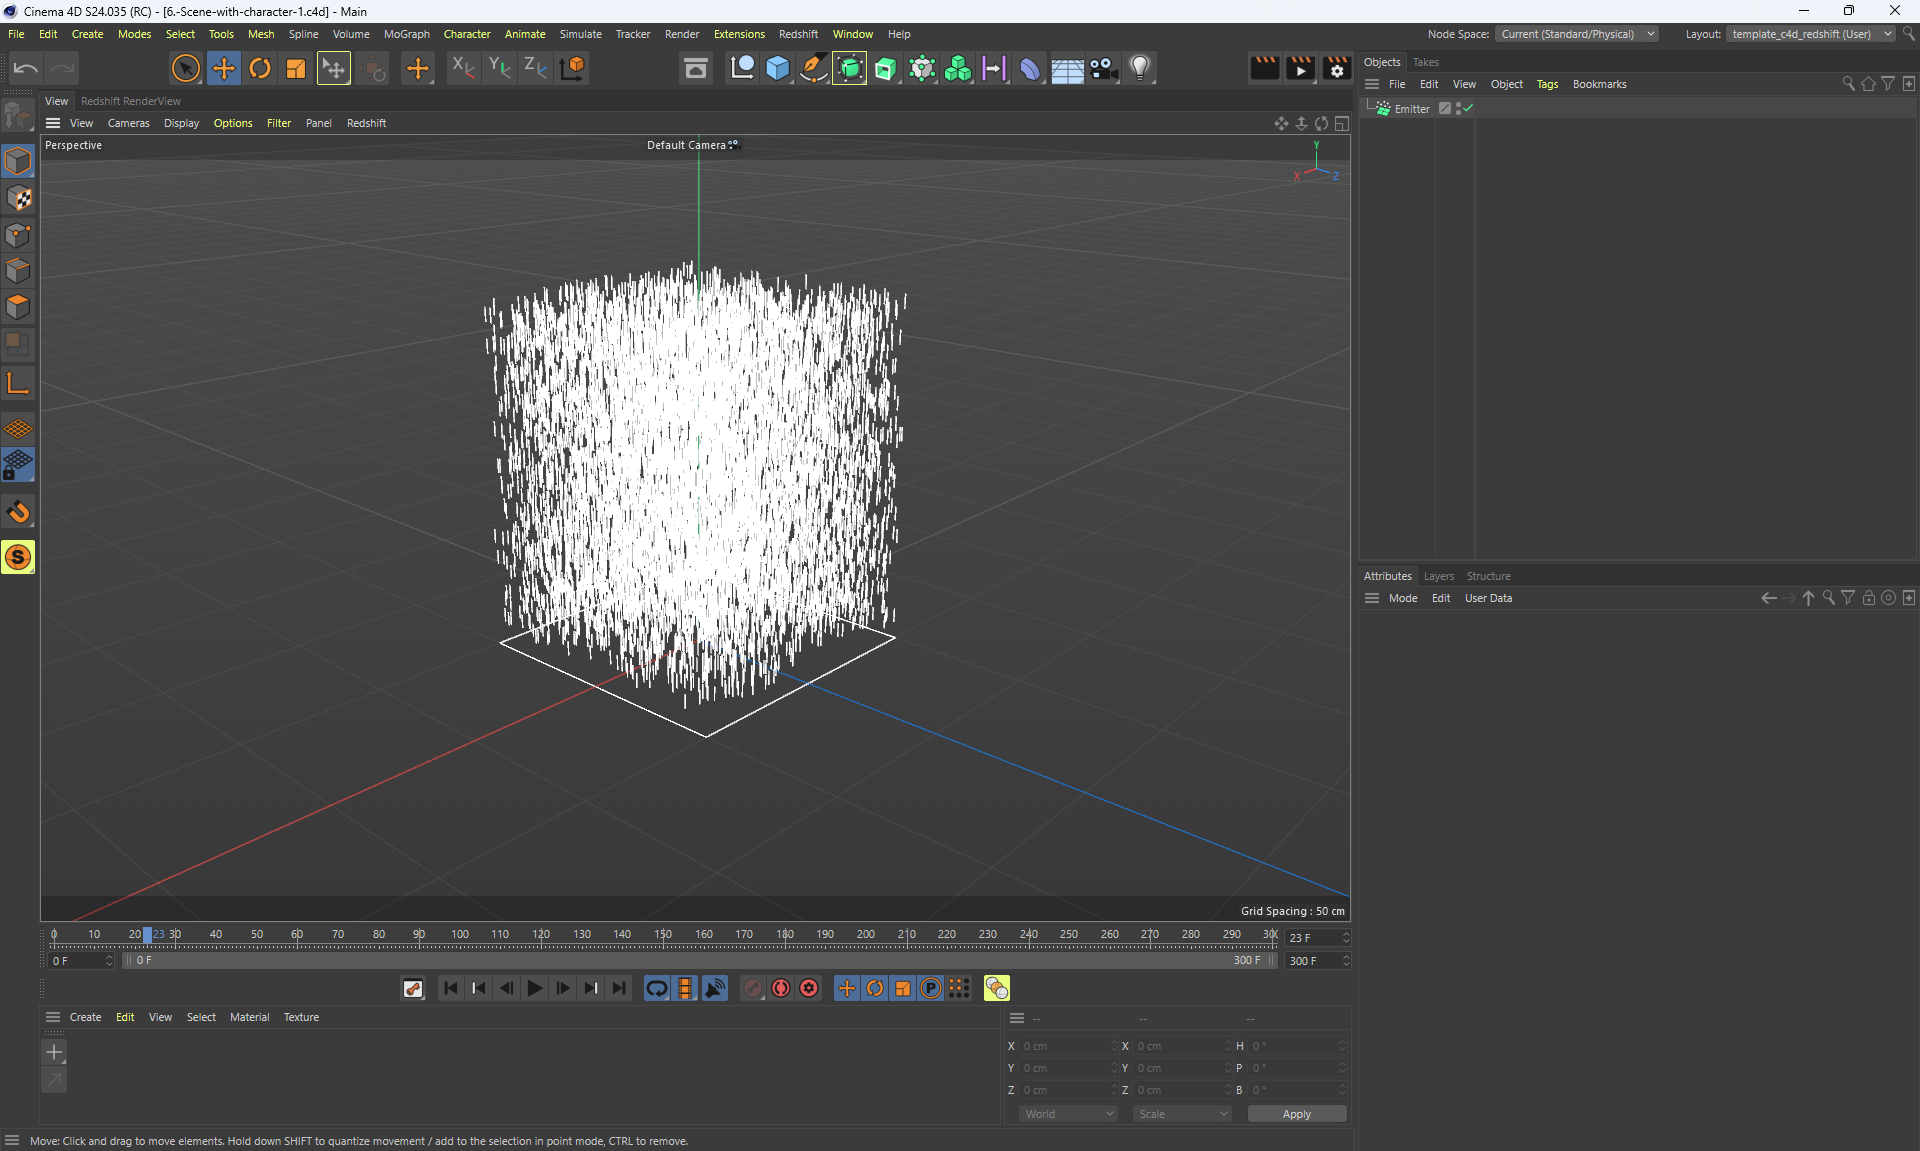 Cinema 4D S24.035 (RC) - [6.-Scene-with-character-1.c4d] - Main
File Edit Create Modes Select Tools Mesh Spline Volume MoGraph Character Animate Simulate Tracker Render Extensions Redshift Window Help Node Space: Current (Standard/Physical) Layout: template_c4d_redshift (User)
X Y Z
Objects Takes
File Edit View Object Tags Bookmarks
Emitter
View Redshift RenderView
View Cameras Display Options Filter Panel Redshift
Perspective
Default Camera
Y
X Z
S
Grid Spacing : 50 cm
0 10 20 23 30 40 50 60 70 80 90 100 110 120 130 140 150 160 170 180 190 200 210 220 230 240 250 260 270 280 290 300 23 F
0 F 0 F 300 F 300 F
P
Create Edit View Select Material Texture
-- -- --
X 0 cm X 0 cm H 0 °
Y 0 cm Y 0 cm P 0 °
Z 0 cm Z 0 cm B 0 °
World Scale Apply
Attributes Layers Structure
Mode Edit User Data
Move: Click and drag to move elements. Hold down SHIFT to quantize movement / add to the selection in point mode, CTRL to remove.